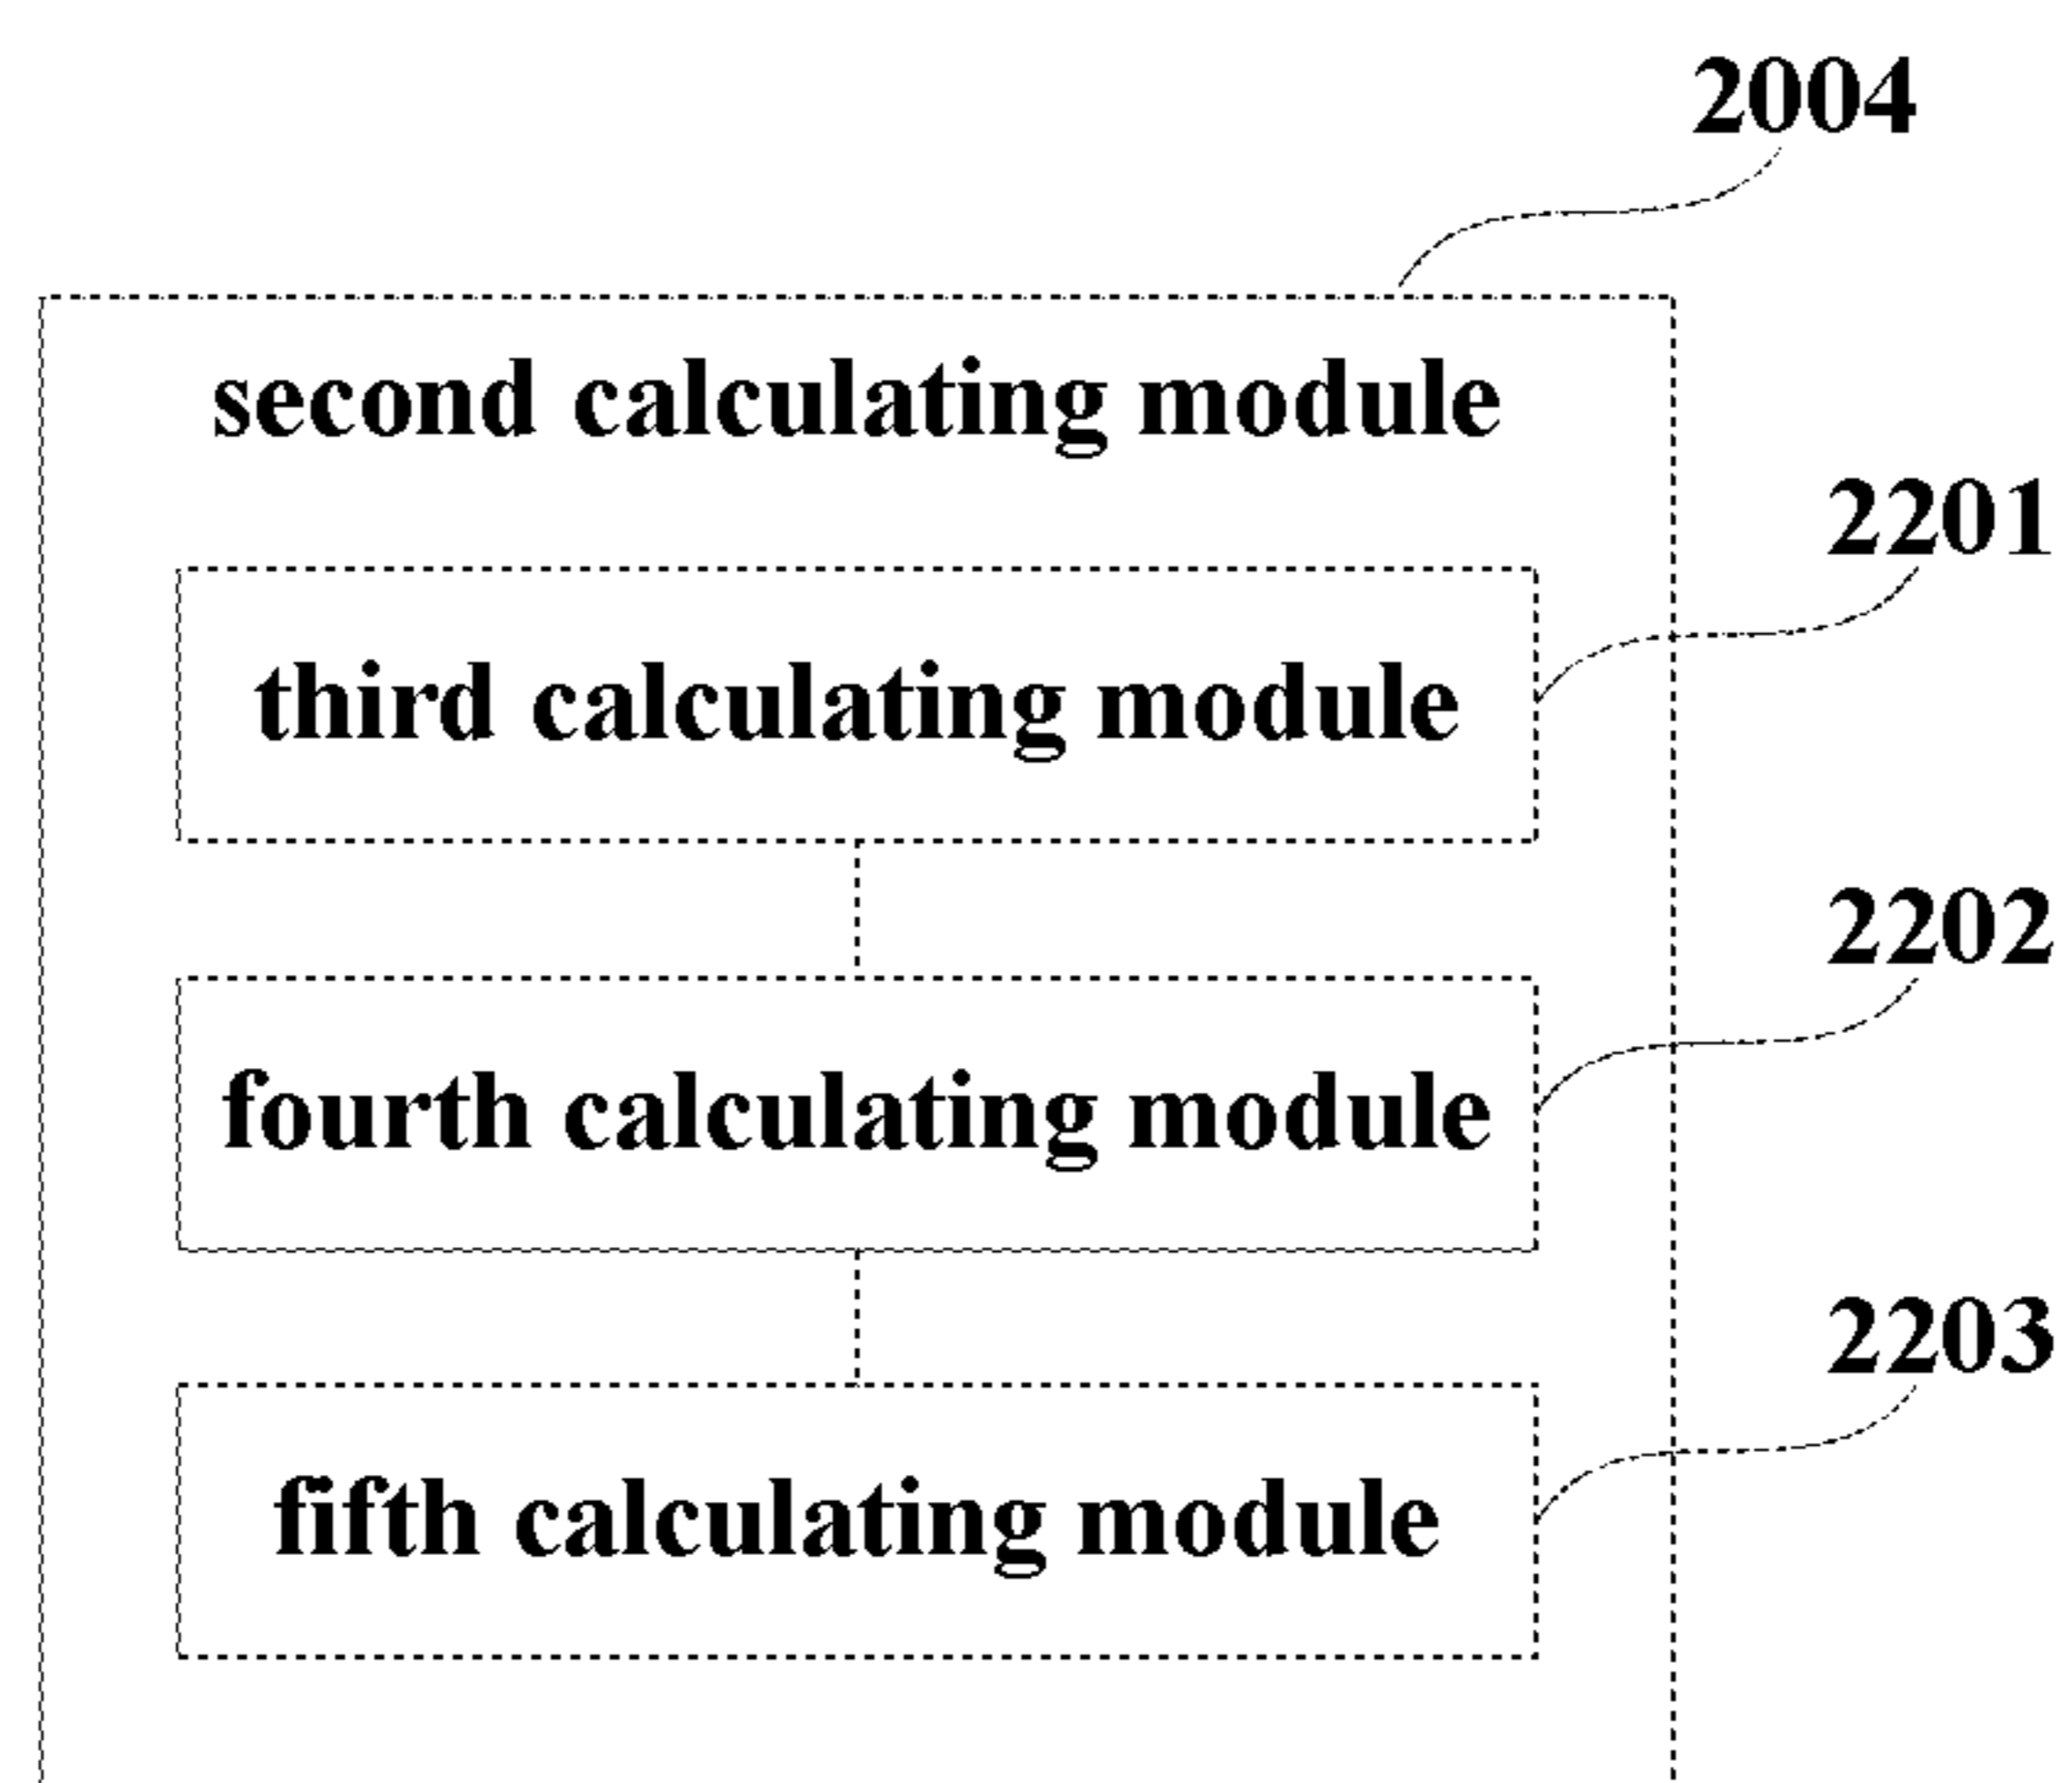 2004
second calculating module
2201
third calculating module
2202
fourth calculating module
2203
fifth calculating module